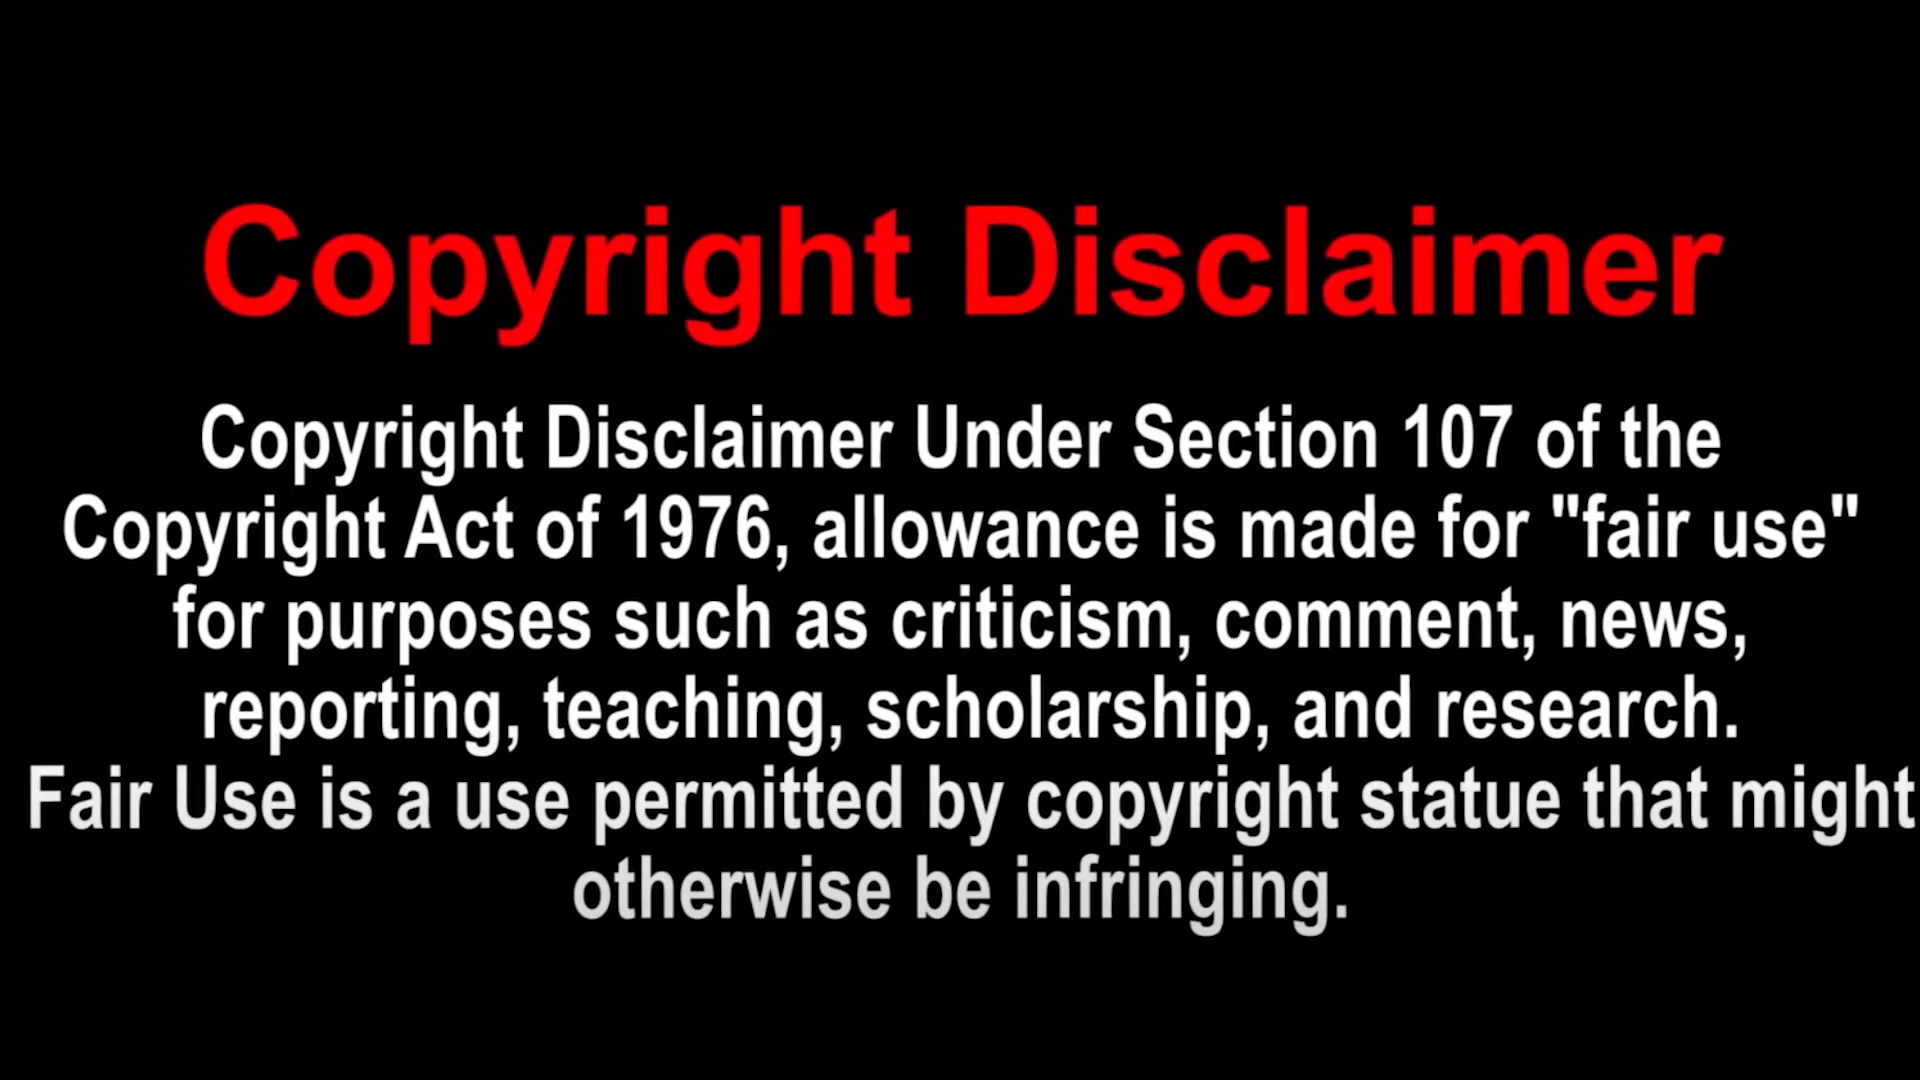 Copyright Disclaimer
Copyright Disclaimer Under Section 107 of the
Copyright Act of 1976, allowance is made for "fair use"
for purposes such as criticism, comment, news,
reporting, teaching, scholarship, and research.
Fair Use is a use permitted by copyright statue that might
otherwise be infringing.